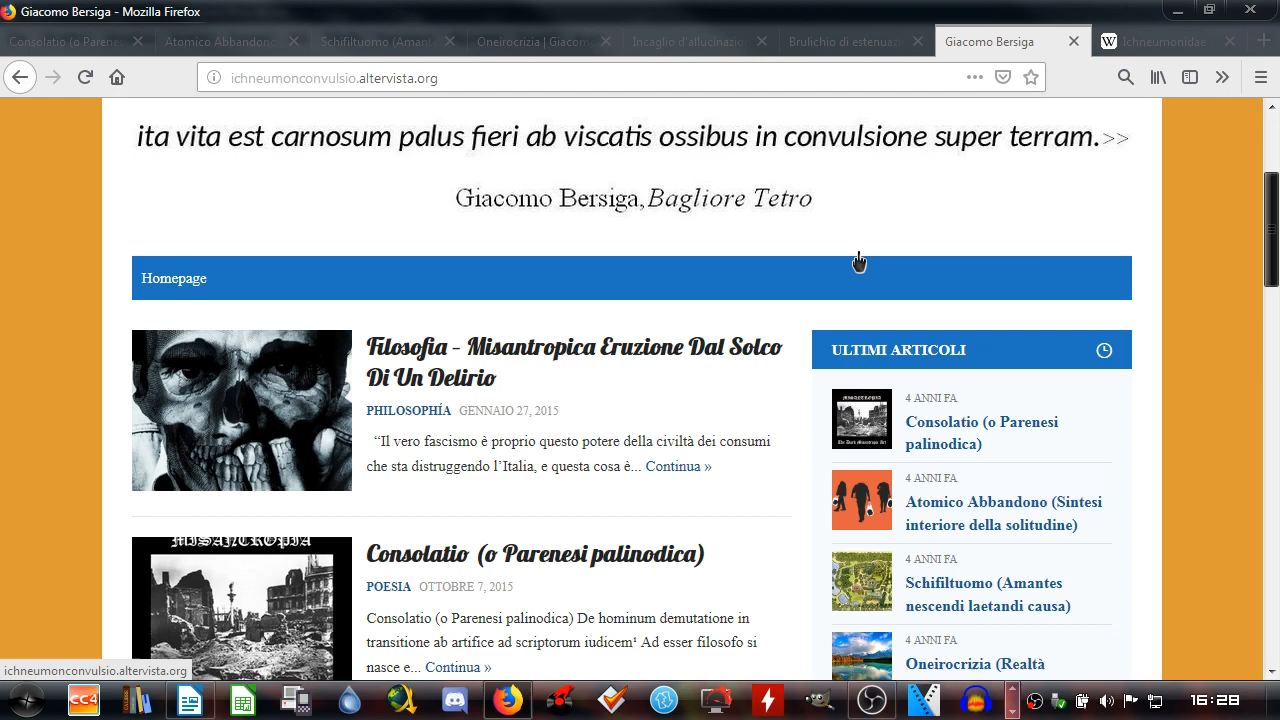 Giacomo Bersiga - Mozilla Firefox
Consolatio (o Parene
Atomico Abbandono
Schifiltuomo (Amant
Oneirocrizia | Giacom
Incaglio d'allucinazio
Brulichio di estenuaz
Giacomo Bersiga
W Ichneumonidae
ichneumonconvulsio.altervista.org
ita vita est carnosum palus fieri ab viscatis ossibus in convulsione super terram.>>
Giacomo Bersiga, Bagliore Tetro
Homepage
Filosofia – Misantropica Eruzione Dal Solco
Di Un Delirio
PHILOSOPHÍA GENNAIO 27, 2015
“Il vero fascismo è proprio questo potere della civiltà dei consumi
che sta distruggendo l’Italia, e questa cosa è... Continua »
MISANTROPIA
Consolatio (o Parenesi palinodica)
POESIA OTTOBRE 7, 2015
Consolatio (o Parenesi palinodica) De hominum demutatione in
transitione ab artifice ad scriptorum iudicem¹ Ad esser filosofo si
nasce e... Continua »
ULTIMI ARTICOLI
MISANTROPIA
4 ANNI FA
Consolatio (o Parenesi
palinodica)
4 ANNI FA
Atomico Abbandono (Sintesi
interiore della solitudine)
4 ANNI FA
Schifiltuomo (Amantes
nescendi laetandi causa)
4 ANNI FA
Oneirocrizia (Realtà
ichneumonconvulsio.altervista.org
CC4
16:28